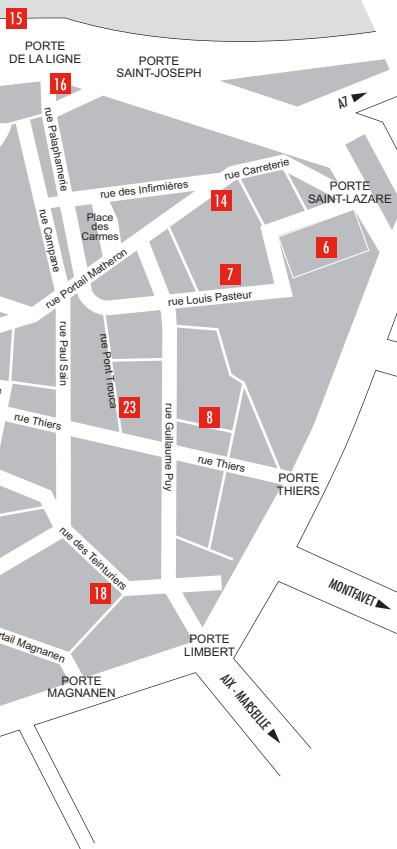 15
PORTE
DE LA LIGNE
PORTE
SAINT-JOSEPH
16
A7
rue Palapharnerie
rue Carreterie
rue des Infirmières
PORTE
SAINT-LAZARE
14
Place
des
Carmes
rue Campane
6
rue Portail Matheron
7
rue Louis Pasteur
rue Paul Sain
rue Pont Trouca
23
rue Guillaume Puy
8
rue Thiers
rue Thiers
PORTE
THIERS
rue des Teinturiers
18
MONTFAVET
tail Magnanen
PORTE
LIMBERT
PORTE
MAGNANEN
AIX - MARSEILLE